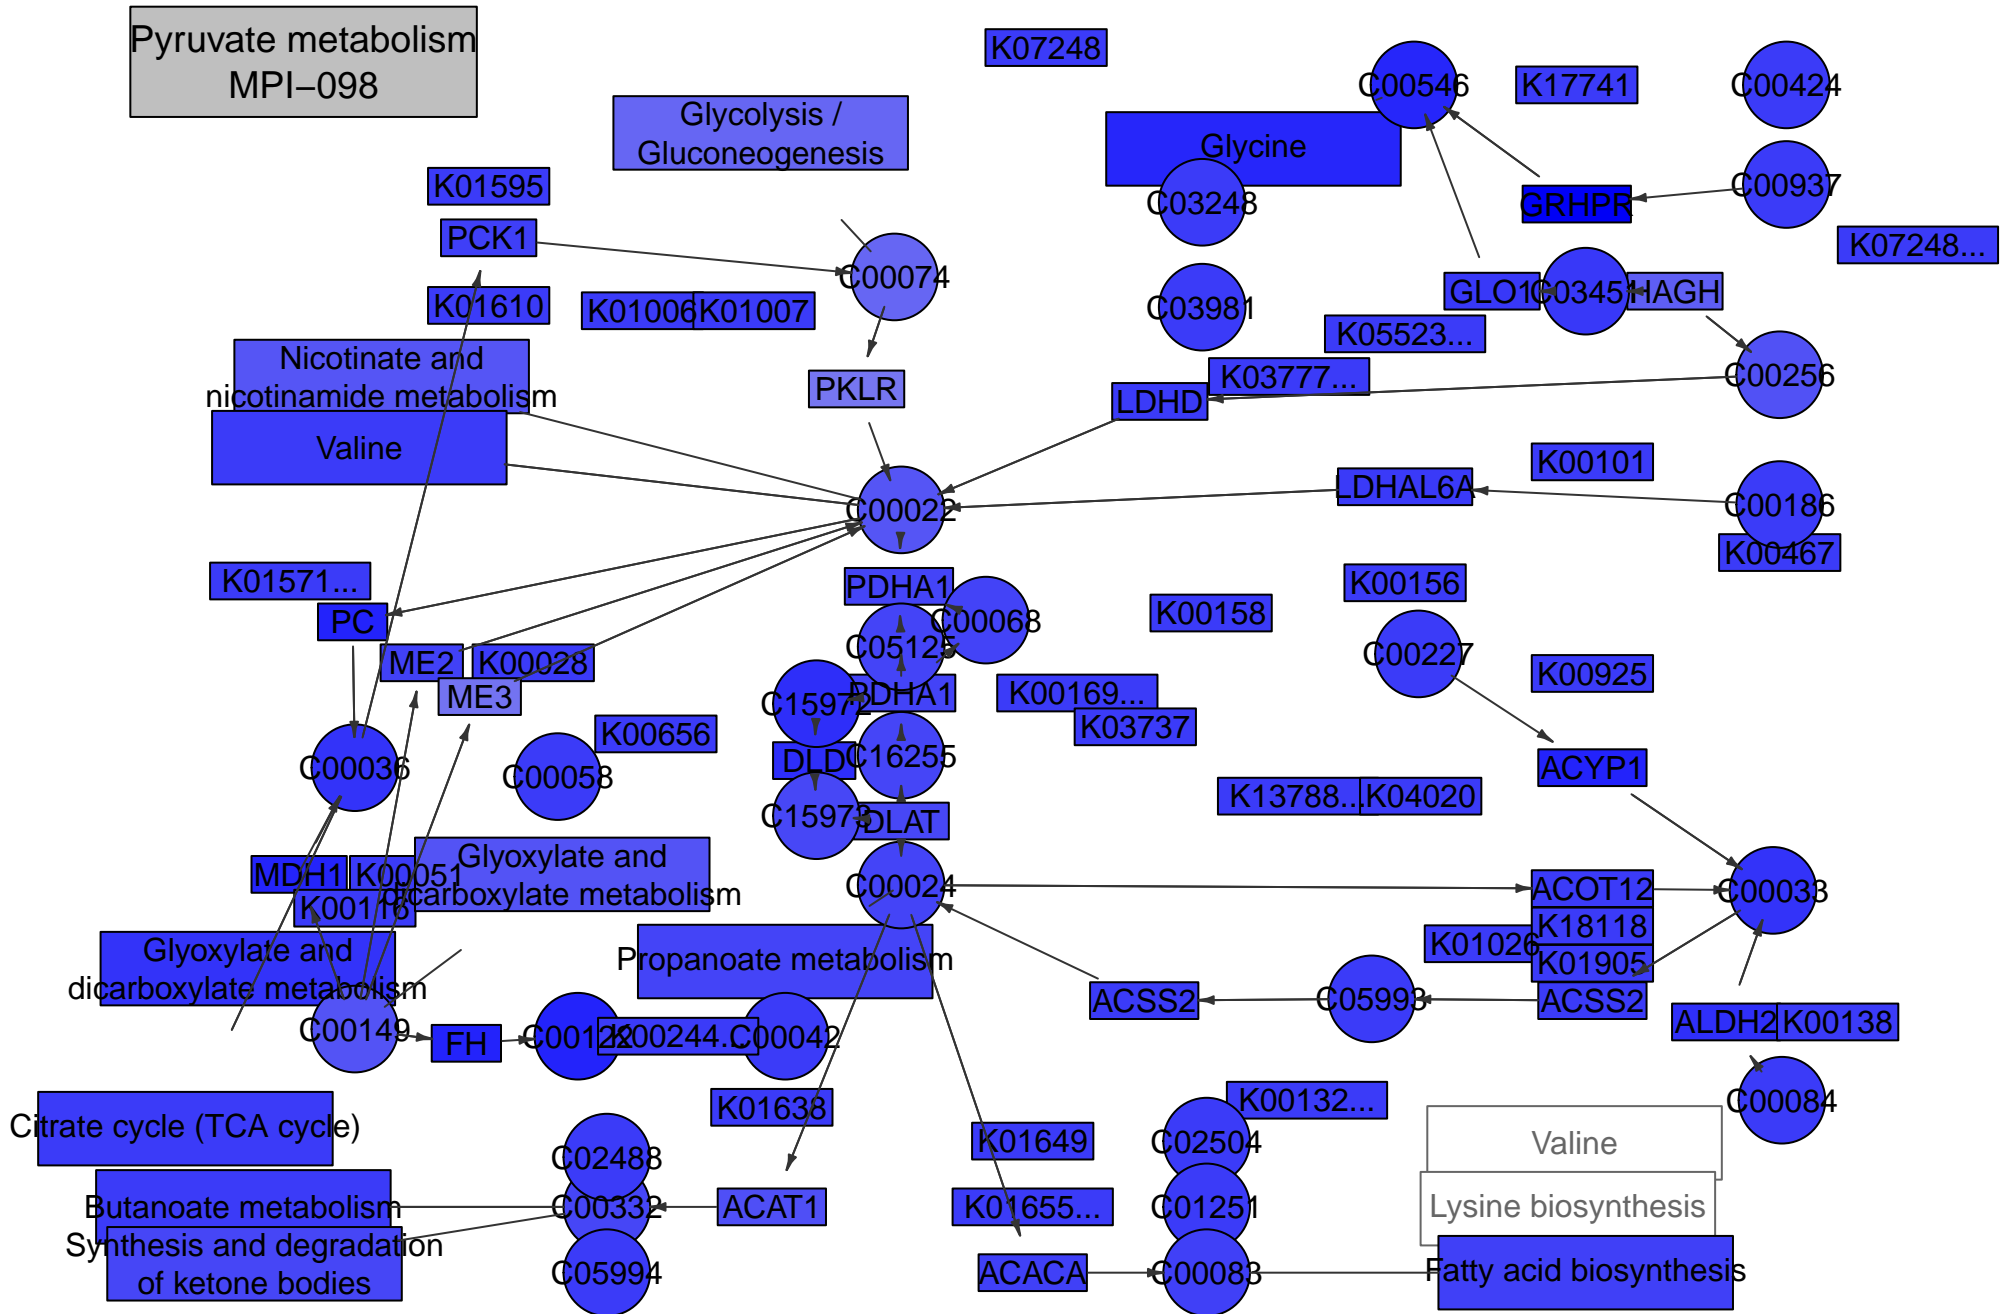 Pyruvate metabolism
MPI−098
K07248
C00546
K17741
C00424
Glycolysis /
Gluconeogenesis
Glycine
K01595
C03248
GRHPR
C00937
PCK1
K07248...
C00074
K01610
K01006
K01007
C03981
GLO1
C03451
HAGH
K05523...
Nicotinate and
nicotinamide metabolism
PKLR
K03777...
LDHD
C00256
Valine
K00101
LDHAL6A
C00022
C00186
K00467
K01571...
PDHA1
K00156
PC
C00068
K00158
C05125
C00227
ME2
K00028
ME3
C15972
PDHA1
K00169...
K00925
K03737
K00656
C00036
C00058
DLD
C16255
ACYP1
K13788...
K04020
C15973
DLAT
Glyoxylate and
dicarboxylate metabolism
MDH1
K00051
K00116
C00024
ACOT12
C00033
K18118
K01026
K01905
Glyoxylate and
dicarboxylate metabolism
Propanoate metabolism
ACSS2
C05993
ACSS2
C00149
FH
C00122
K00244...
C00042
ALDH2
K00138
K01638
K00132...
C00084
Citrate cycle (TCA cycle)
C02488
K01649
C02504
Valine
Butanoate metabolism
C00332
ACAT1
K01655...
C01251
Lysine biosynthesis
Synthesis and degradation
of ketone bodies
C05994
ACACA
C00083
Fatty acid biosynthesis